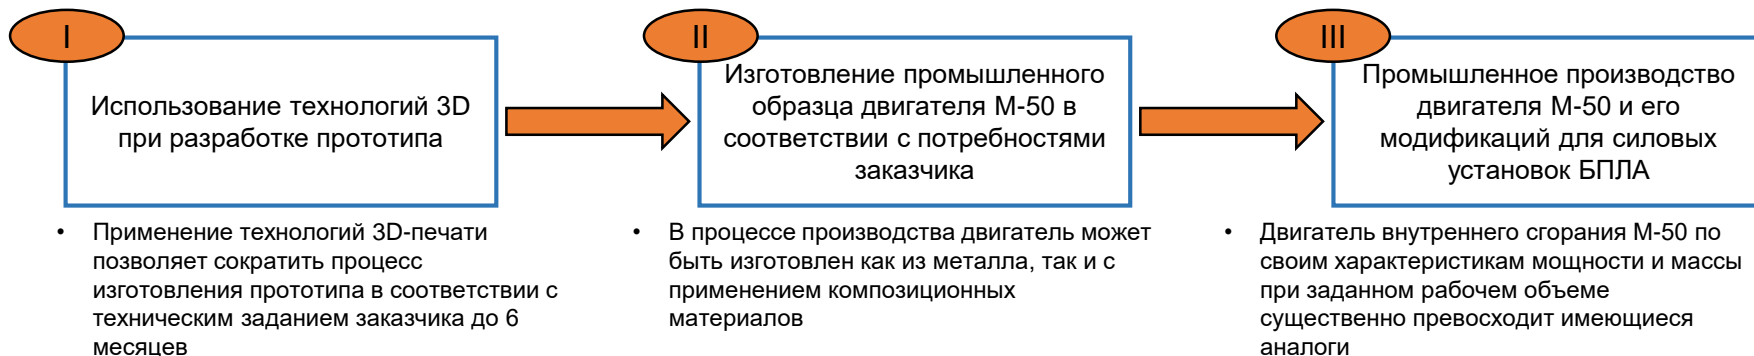 I
Использование технологий 3D
при разработке прототипа
• Применение технологий 3D-печати
позволяет сократить процесс
изготовления прототипа в соответствии с
техническим заданием заказчика до 6
месяцев
II
Изготовление промышленного
образца двигателя М-50 в
соответствии с потребностями
заказчика
• В процессе производства двигатель может
быть изготовлен как из металла, так и с
применением композиционных
материалов
III
Промышленное производство
двигателя М-50 и его
модификаций для силовых
установок БПЛА
• Двигатель внутреннего сгорания М-50 по
своим характеристикам мощности и массы
при заданном рабочем объеме
существенно превосходит имеющиеся
аналоги